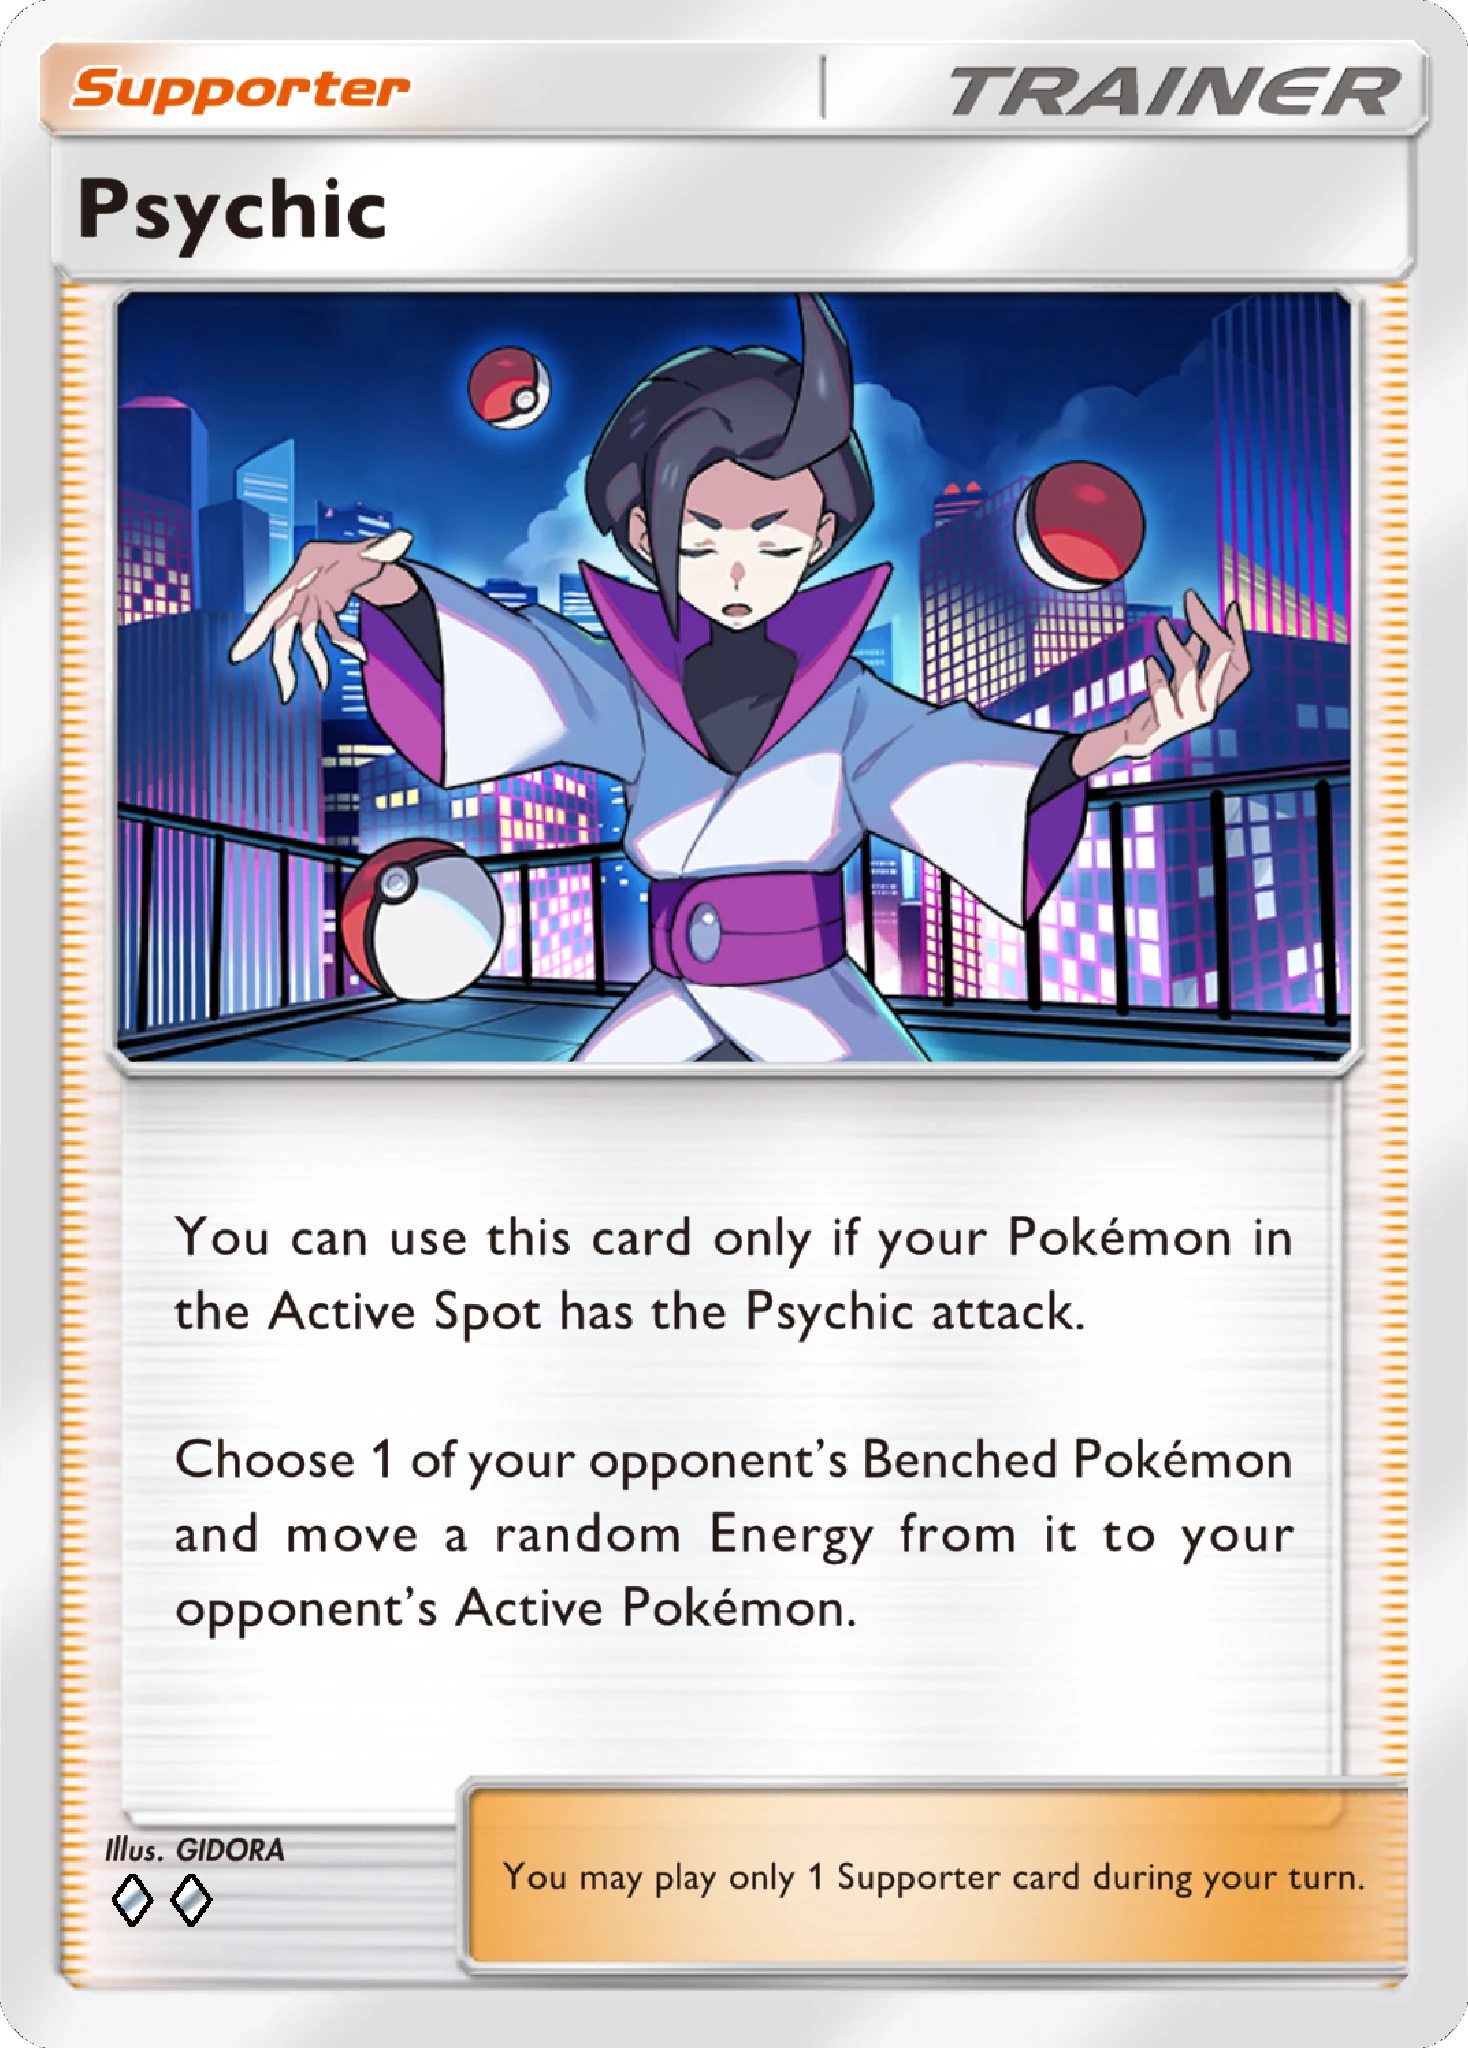 Supporter
TRAINER
Psychic
You can use this card only if your Pokémon in
the Active Spot has the Psychic attack.
Choose 1 of your opponent’s Benched Pokémon
and move a random Energy from it to your
opponent’s Active Pokémon.
Illus. GIDORA
You may play only 1 Supporter card during your turn.